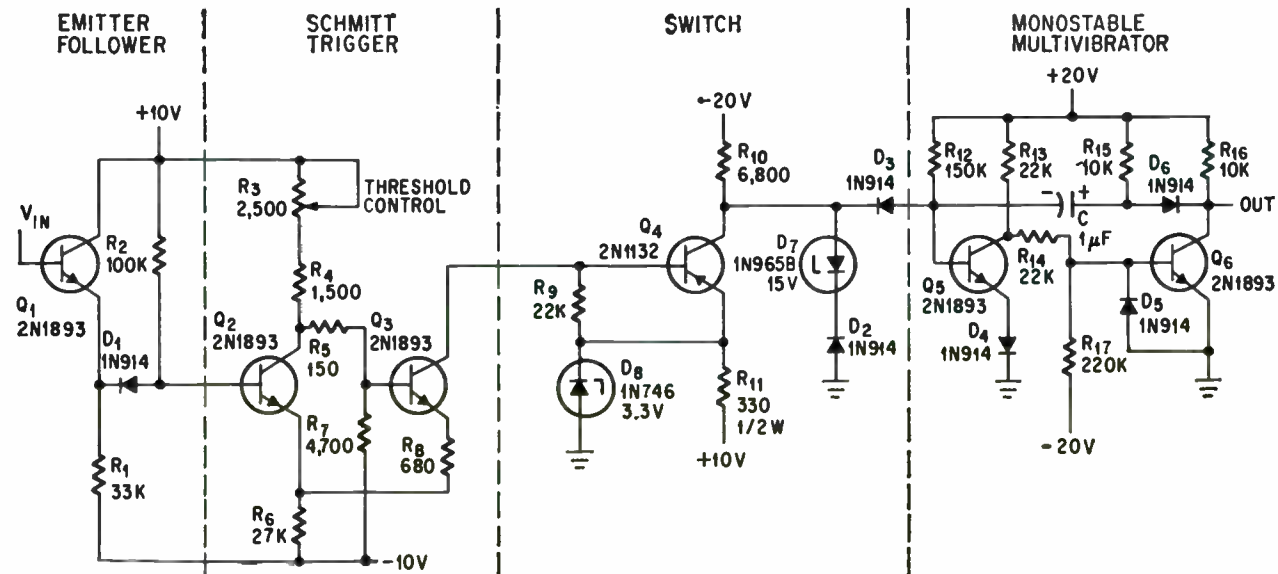 EMITTER
FOLLOWER
SCHMITT
TRIGGER
SWITCH
MONOSTABLE
MULTIVIBRATOR
+10V
VIN
Q1
2N1893
R2
100K
D1
1N914
R1
33K
R3
2,500
THRESHOLD
CONTROL
R4
1,500
Q2
2N1893
R5
150
Q3
2N1893
R7
4,700
R8
680
R6
27K
-10V
-20V
R10
6,800
Q4
2N1132
R9
22K
D8
1N746
3.3V
R11
330
1/2W
+10V
D7
1N965B
15V
D2
1N914
D3
1N914
+20V
R12
150K
R13
22K
R15
10K
D6
1N914
R16
10K
OUT
- +
C
1μF
R14
22K
Q5
2N1893
D4
1N914
D5
1N914
Q6
2N1893
R17
220K
-20V